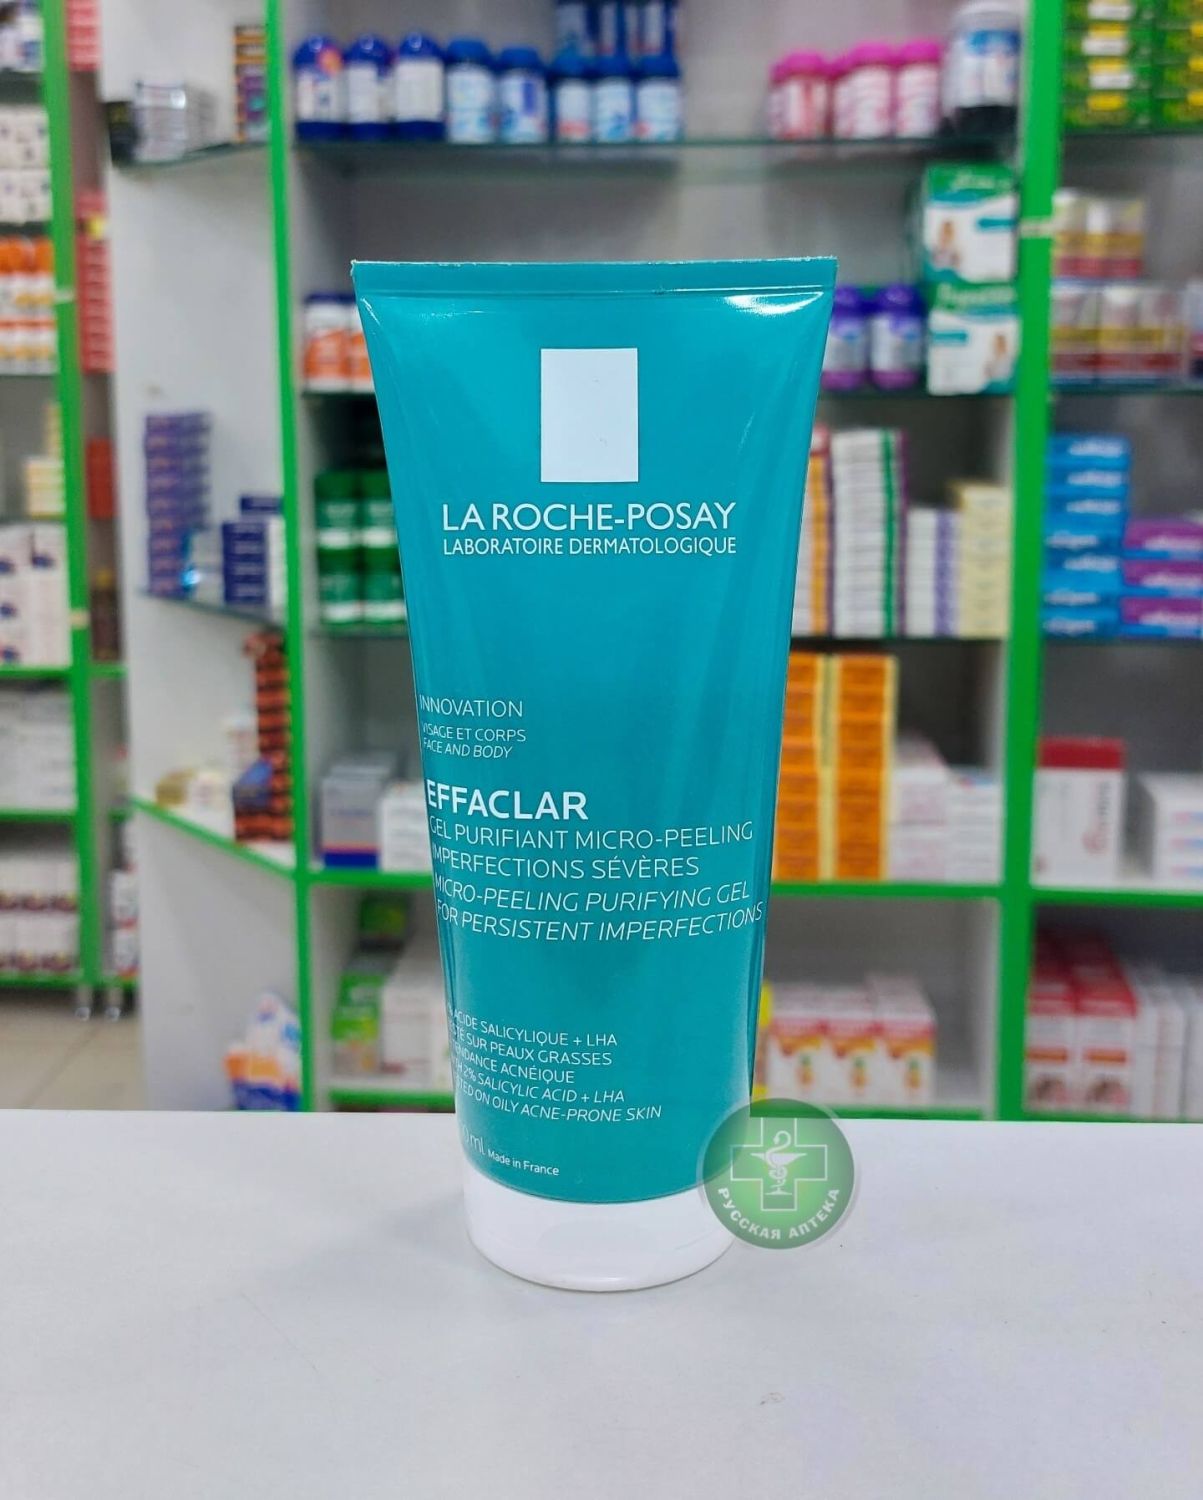 LA ROCHE-POSAY
LABORATOIRE DERMATOLOGIQUE
INNOVATION
VISAGE ET CORPS
FACE AND BODY
EFFACLAR
GEL PURIFIANT MICRO-PEELING
IMPERFECTIONS SÉVÈRES
MICRO-PEELING PURIFYING GEL
FOR PERSISTENT IMPERFECTIONS
ACIDE SALICYLIQUE + LHA
SUR PEAUX GRASSES
TENDANCE ACNÉIQUE
2% SALICYLIC ACID + LHA
ON OILY ACNE-PRONE SKIN
ml Made in France
РУССКАЯ АПТЕКА